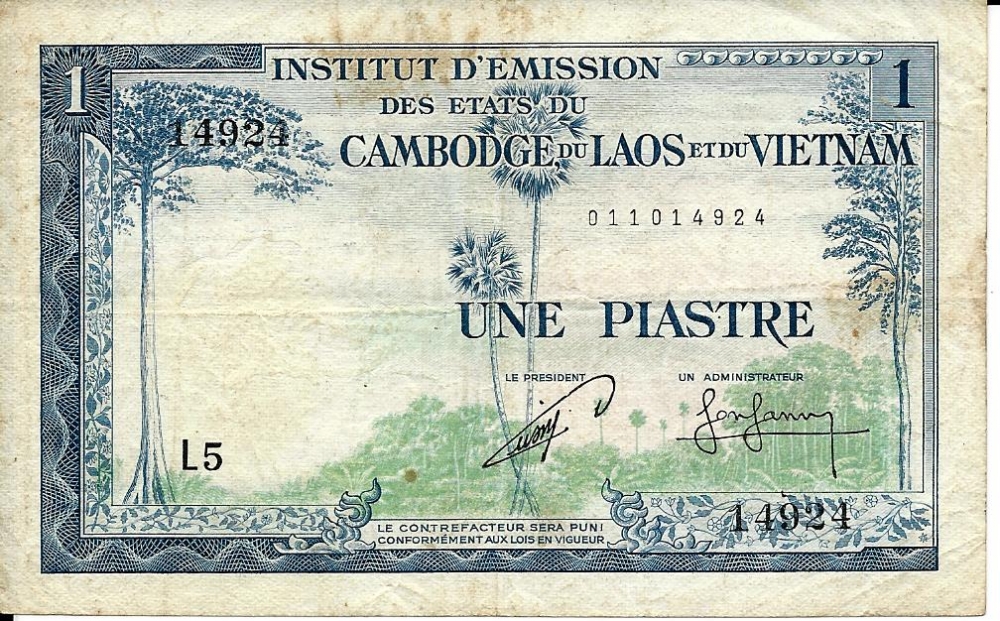 1 INSTITUT D'EMISSION 1
DES ETATS DU
14924
CAMBODGE, DU LAOS ET DU VIETNAM
011014924
UNE PIASTRE
LE PRESIDENT UN ADMINISTRATEUR
L5
14924
LE CONTREFACTEUR SERA PUNI
CONFORMÉMENT AUX LOIS EN VIGUEUR